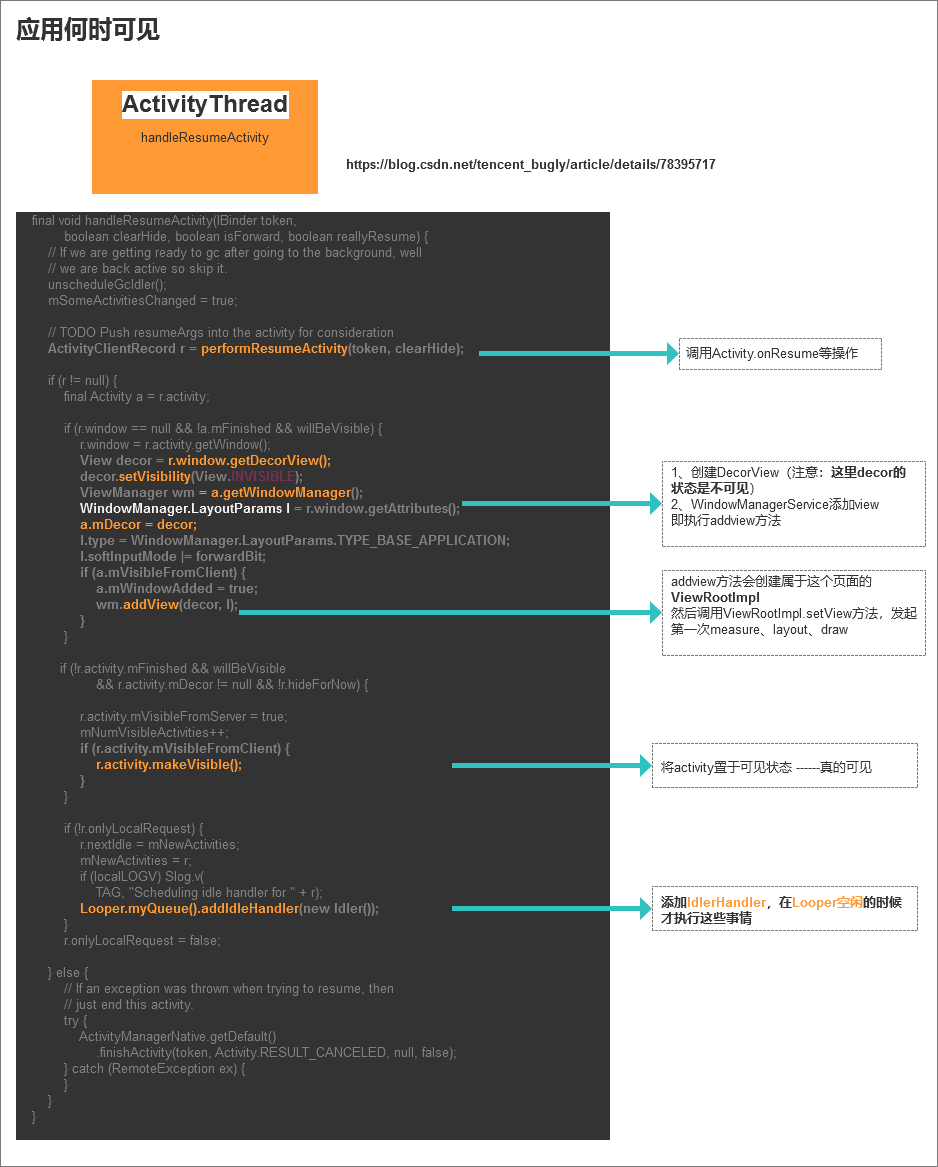 应用何时可见
ActivityThread
handleResumeActivity
https://blog.csdn.net/tencent_bugly/article/details/78395717
final void handleResumeActivity(IBinder token,
boolean clearHide, boolean isForward, boolean reallyResume) {
// If we are getting ready to gc after going to the background, well
// we are back active so skip it.
unscheduleGcIdler();
mSomeActivitiesChanged = true;
// TODO Push resumeArgs into the activity for consideration
ActivityClientRecord r = performResumeActivity(token, clearHide);
调用Activity.onResume等操作
if (r != null) {
final Activity a = r.activity;
if (r.window == null && !a.mFinished && willBeVisible) {
r.window = r.activity.getWindow();
View decor = r.window.getDecorView();
decor.setVisibility(View.INVISIBLE);
ViewManager wm = a.getWindowManager();
WindowManager.LayoutParams l = r.window.getAttributes();
a.mDecor = decor;
l.type = WindowManager.LayoutParams.TYPE_BASE_APPLICATION;
l.softInputMode |= forwardBit;
if (a.mVisibleFromClient) {
a.mWindowAdded = true;
wm.addView(decor, l);
}
}
1、创建DecorView（注意：这里decor的
状态是不可见）
2、WindowManagerService添加view
即执行addview方法
addview方法会创建属于这个页面的
ViewRootImpl
然后调用ViewRootImpl.setView方法，发起
第一次measure、layout、draw
if (!r.activity.mFinished && willBeVisible
&& r.activity.mDecor != null && !r.hideForNow) {
r.activity.mVisibleFromServer = true;
mNumVisibleActivities++;
if (r.activity.mVisibleFromClient) {
r.activity.makeVisible();
}
}
将activity置于可见状态 ------真的可见
if (!r.onlyLocalRequest) {
r.nextIdle = mNewActivities;
mNewActivities = r;
if (localLOGV) Slog.v(
TAG, "Scheduling idle handler for " + r);
Looper.myQueue().addIdleHandler(new Idler());
}
r.onlyLocalRequest = false;
添加IdlerHandler，在Looper空闲的时候
才执行这些事情
} else {
// If an exception was thrown when trying to resume, then
// just end this activity.
try {
ActivityManagerNative.getDefault()
.finishActivity(token, Activity.RESULT_CANCELED, null, false);
} catch (RemoteException ex) {
}
}
}